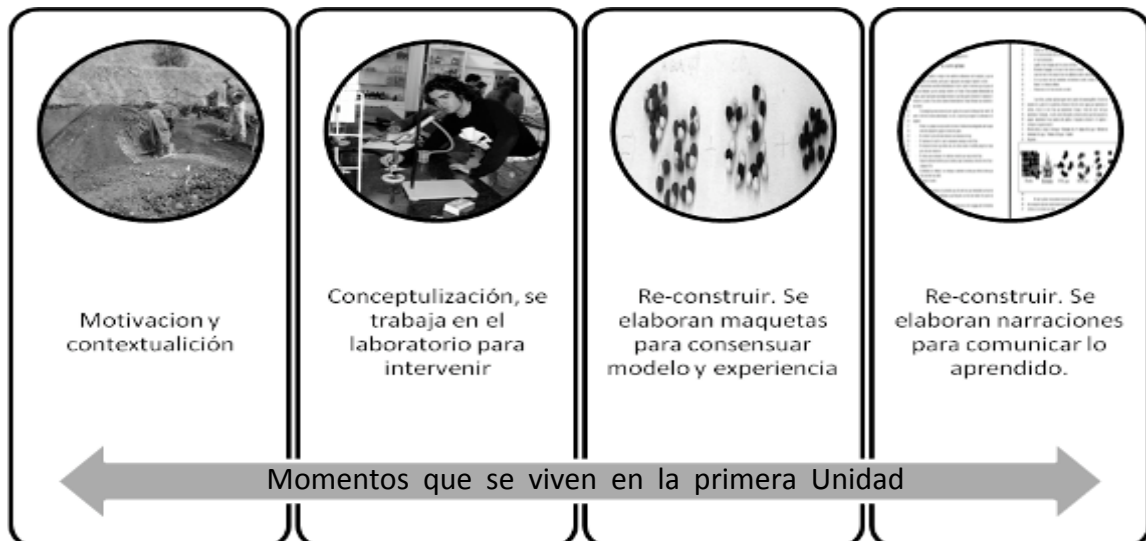 Motivacion y
contextualición
Conceptulización, se
trabaja en el
laboratorio para
intervenir
Re-construir. Se
elaboran maquetas
para consensuar
modelo y experiencia
Re-construir. Se
elaboran narraciones
para comunicar lo
aprendido.
Momentos que se viven en la primera Unidad